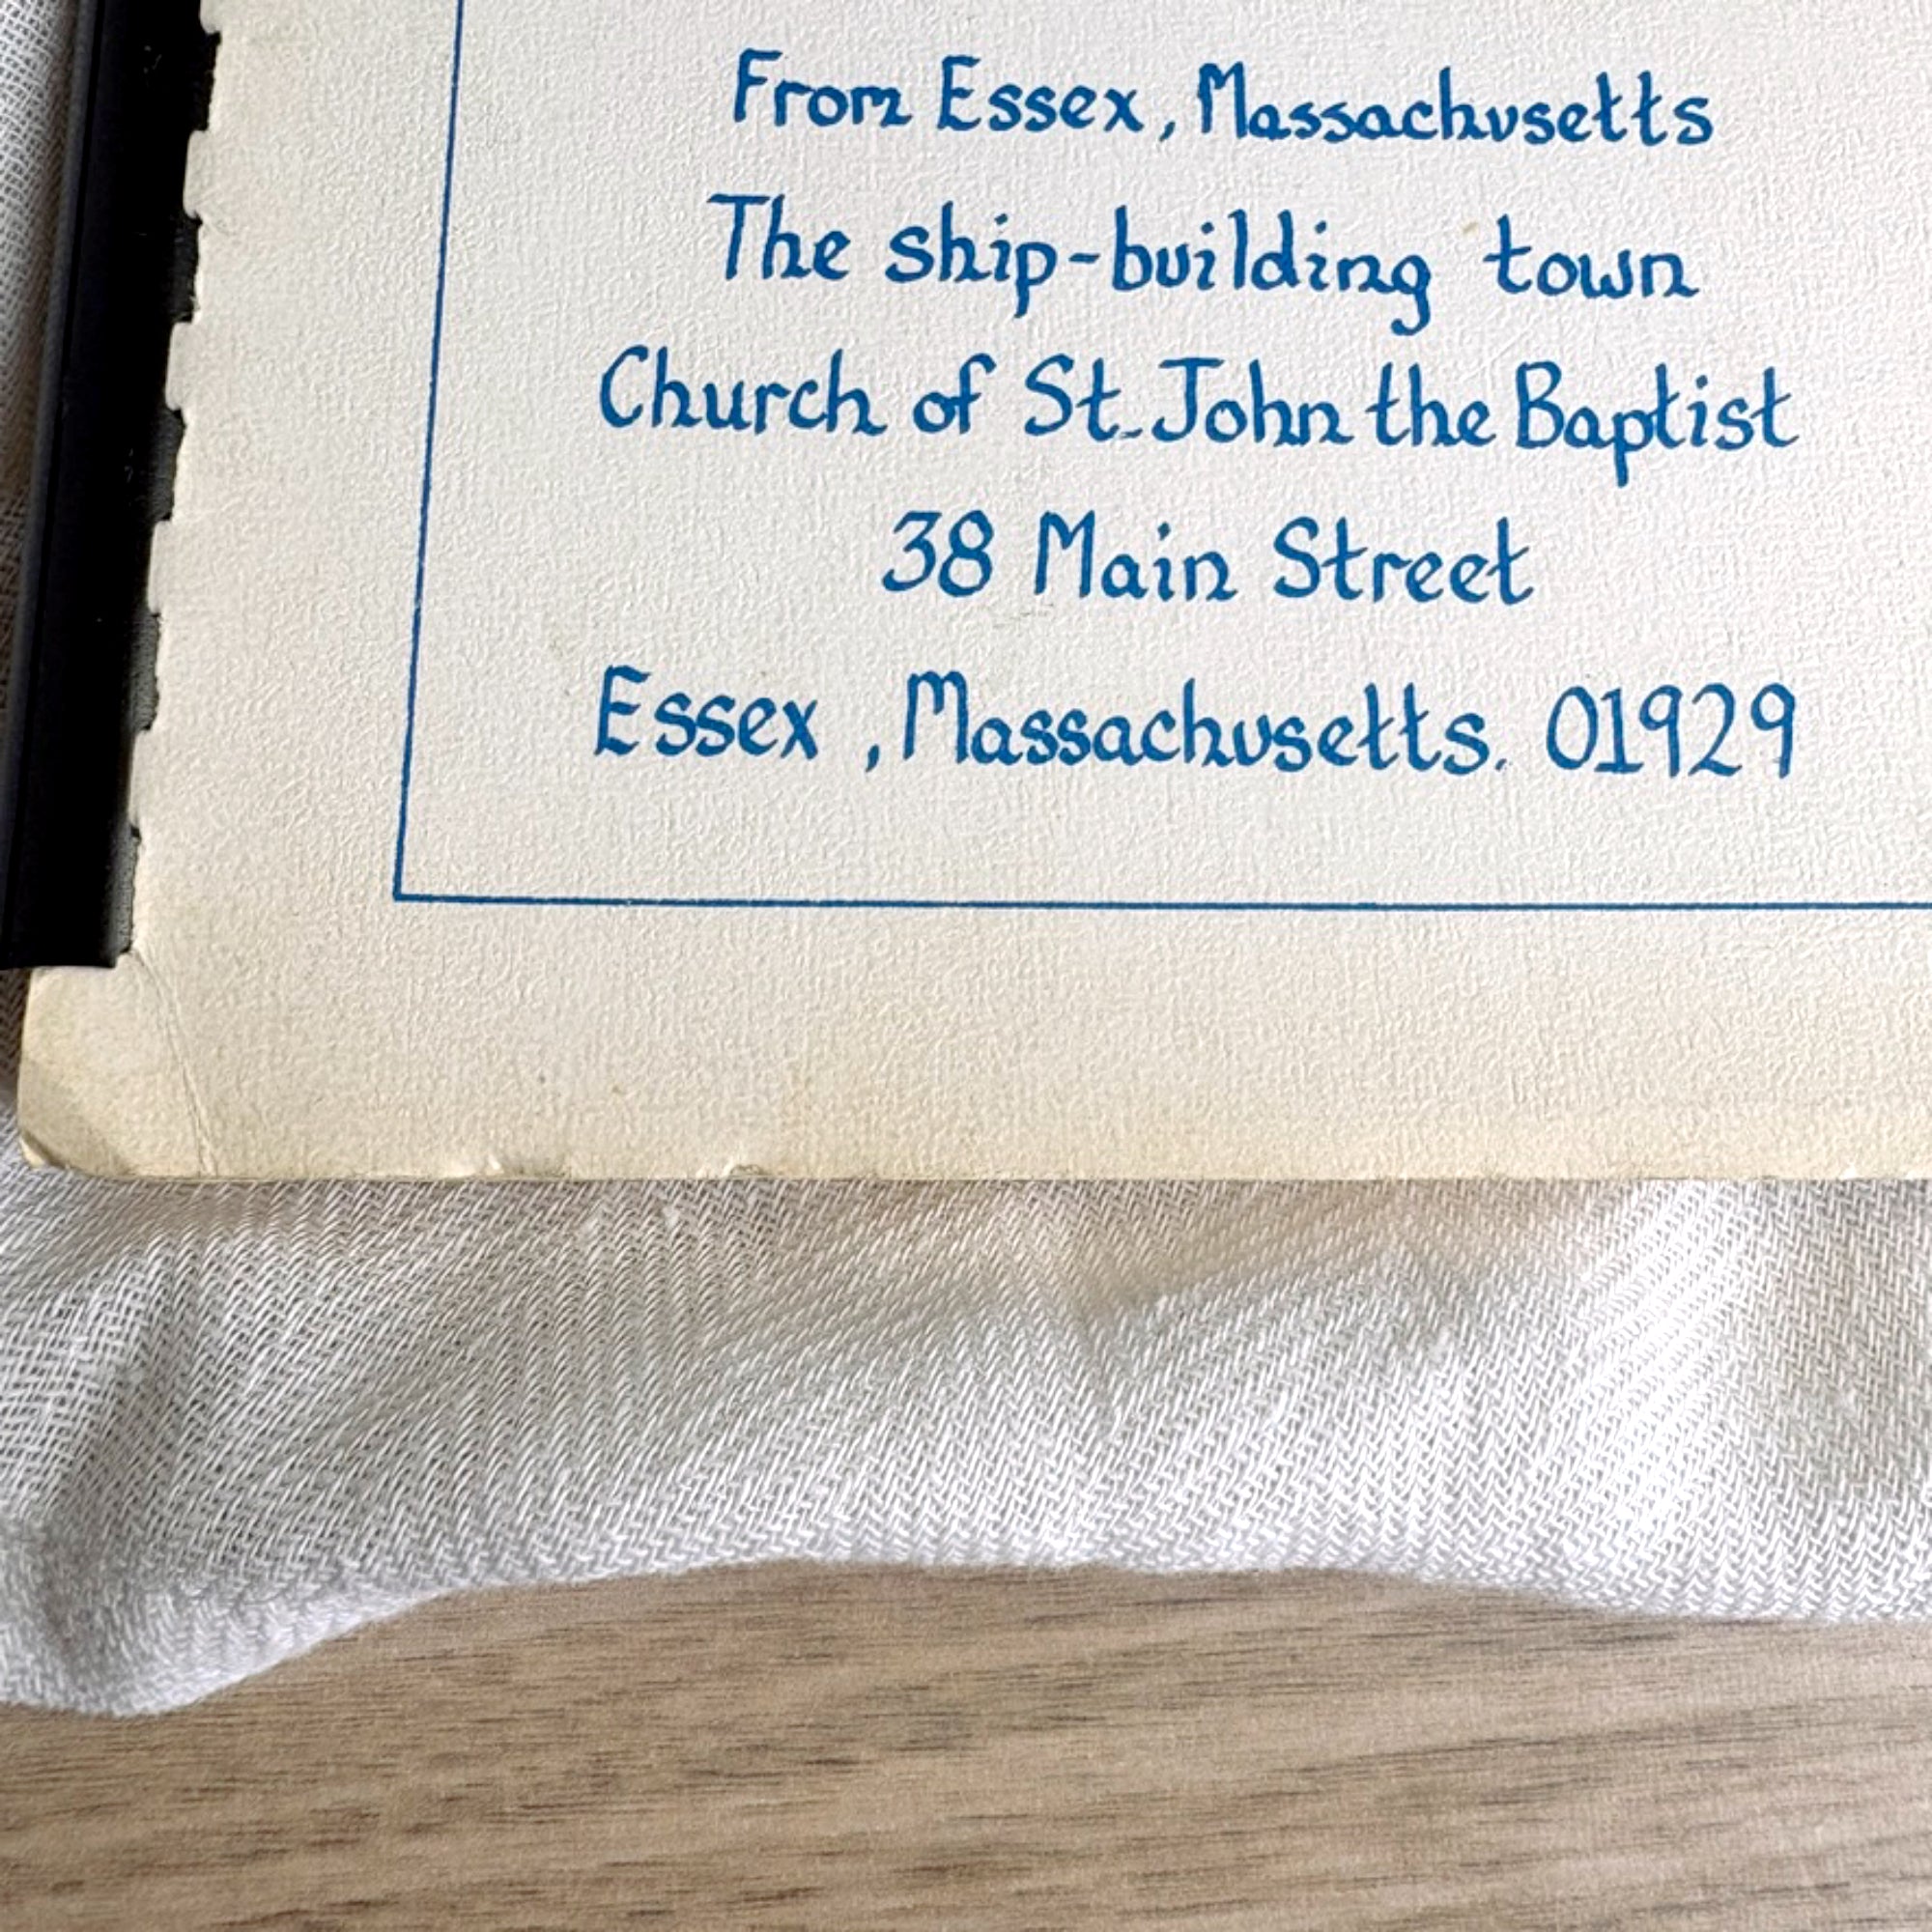 From Essex, Massachusetts
The ship-building town
Church of St. John the Baptist
38 Main Street
Essex , Massachusetts. 01929